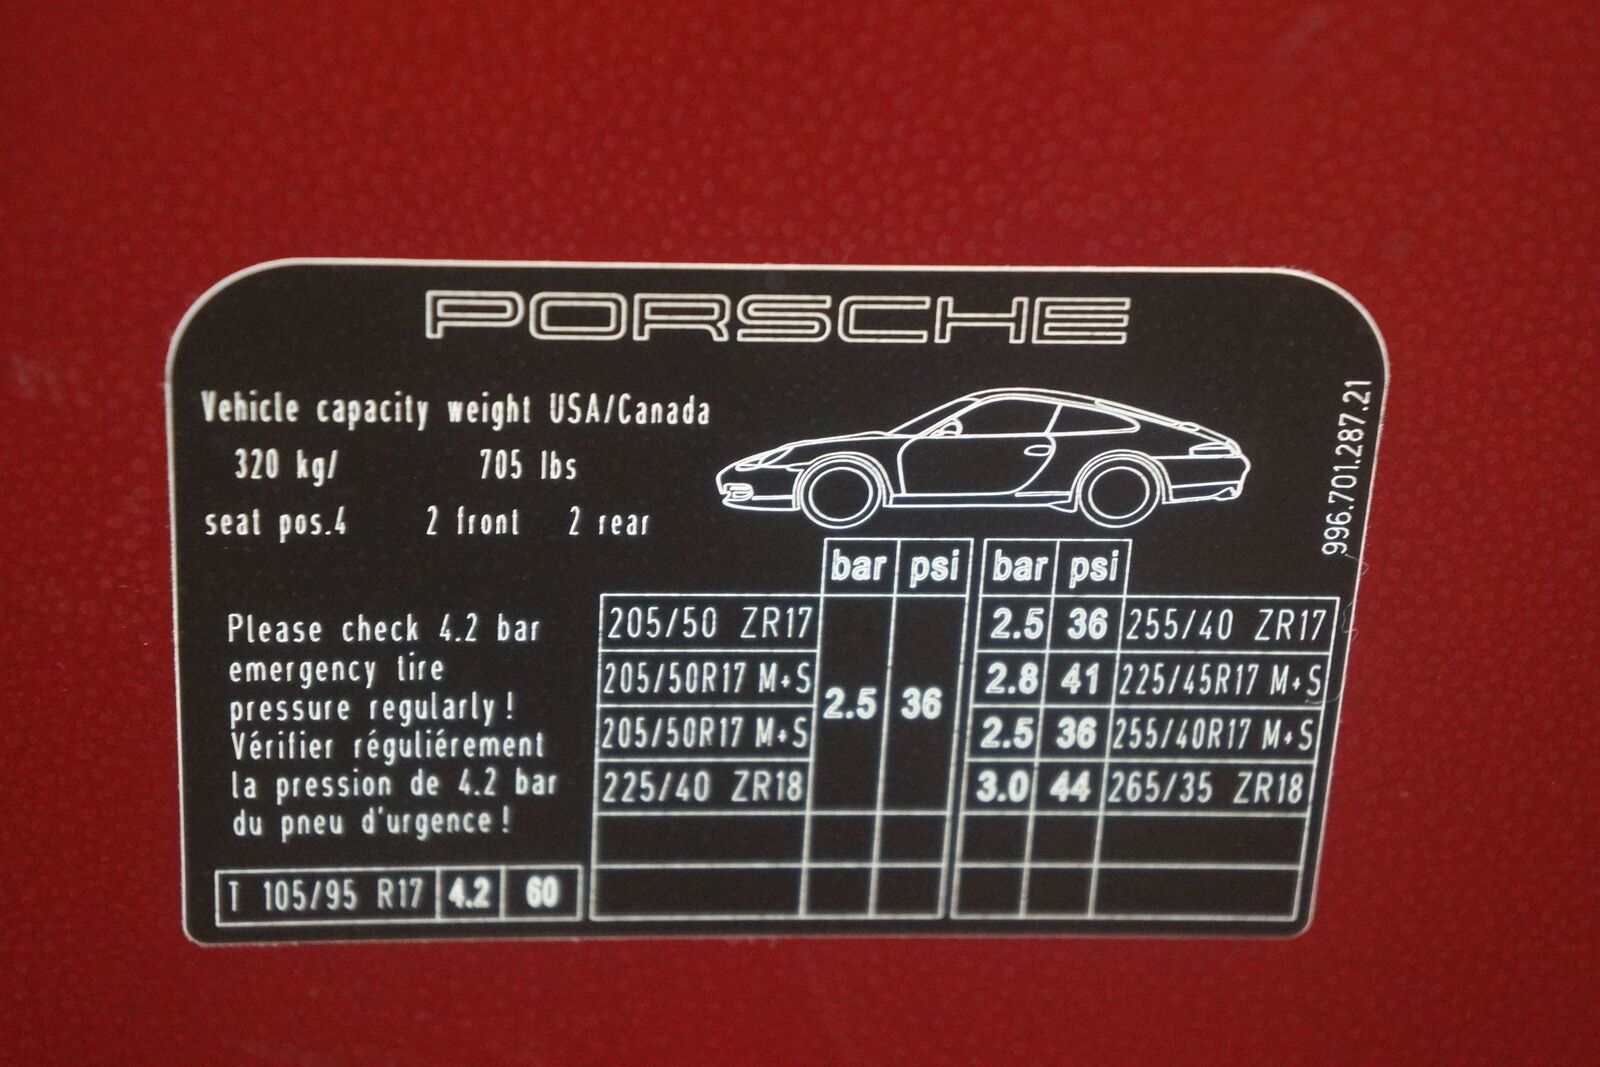 PORSCHE
Vehicle capacity weight USA/Canada
320 kg/ 705 lbs
seat pos.4 2 front 2 rear
996.701.287.21
bar psi bar psi
205/50 ZR17 2.5 36 2.5 36 255/40 ZR17
205/50R17 M+S 2.8 41 225/45R17 M+S
205/50R17 M+S 2.5 36 255/40R17 M+S
225/40 ZR18 3.0 44 265/35 ZR18
Please check 4.2 bar
emergency tire
pressure regularly!
Vérifier réguliérement
la pression de 4.2 bar
du pneu d'urgence!
T 105/95 R17 4.2 60